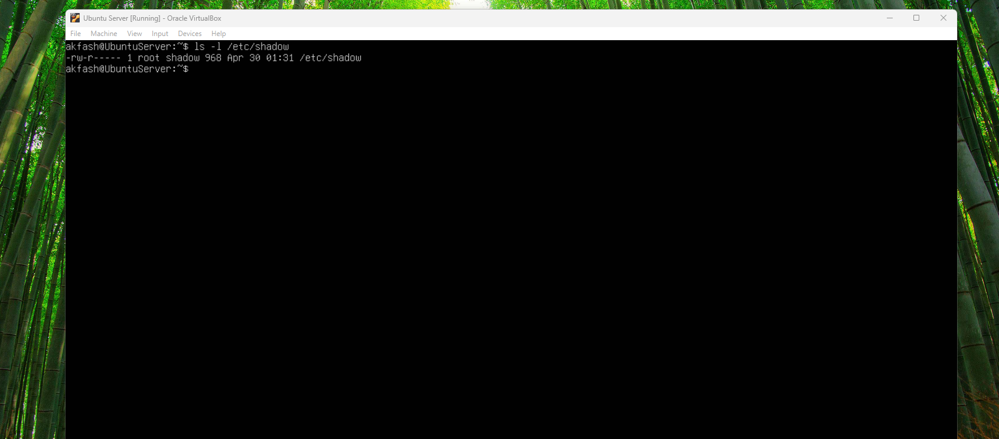 Ubuntu Server [Running] - Oracle VirtualBox
File Machine View Input Devices Help
akfash@UbuntuServer:~$ ls -l /etc/shadow
-rw-r----- 1 root shadow 968 Apr 30 01:31 /etc/shadow
akfash@UbuntuServer:~$